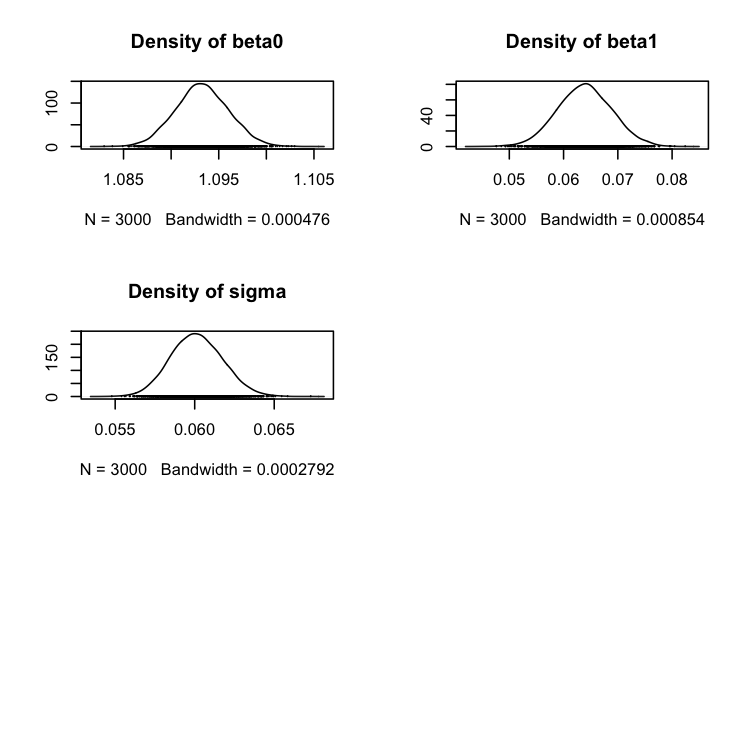 Density of beta0
100
0
1.085 1.095 1.105
N = 3000 Bandwidth = 0.000476
Density of beta1
40
0
0.05 0.06 0.07 0.08
N = 3000 Bandwidth = 0.000854
Density of sigma
150
0
0.055 0.060 0.065
N = 3000 Bandwidth = 0.0002792